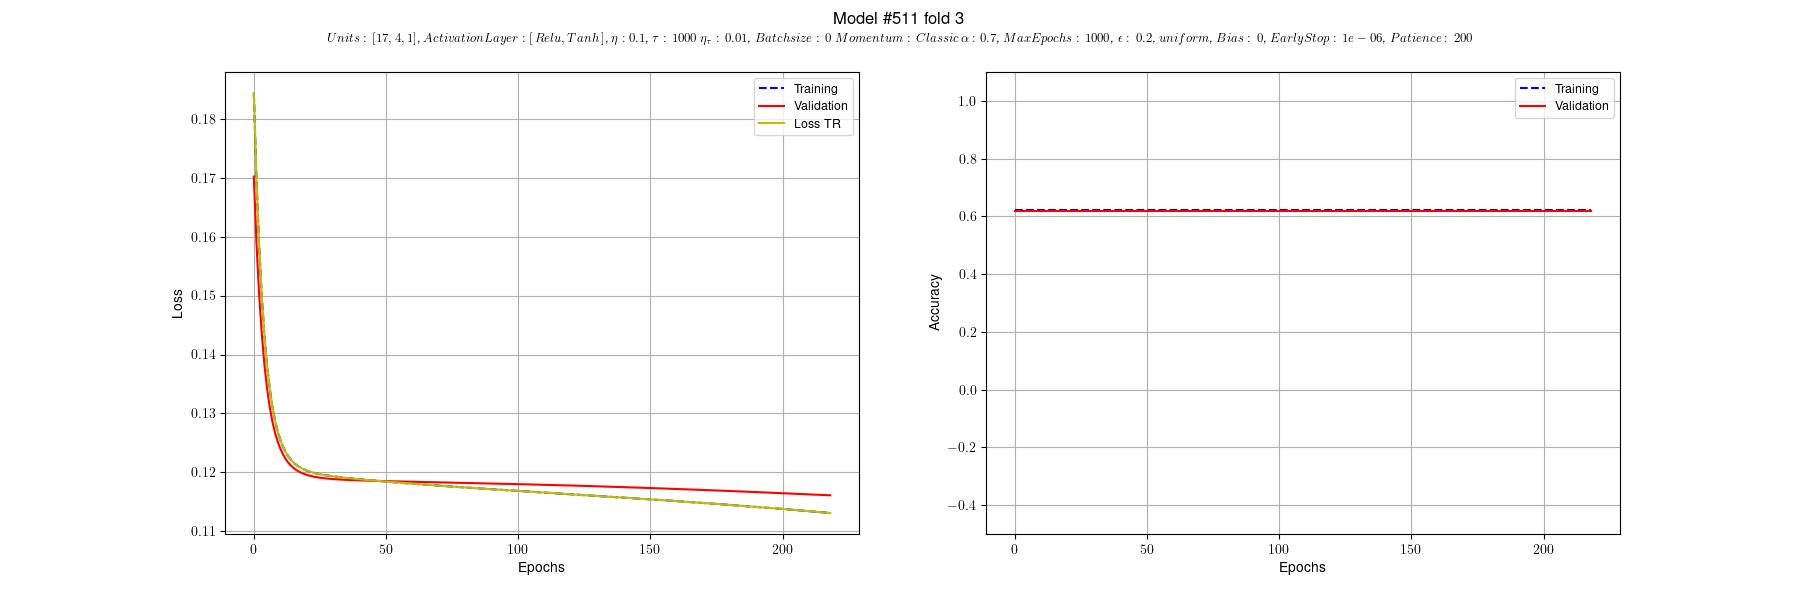 Model #511 fold 3
Units : [17, 4, 1], ActivationLayer : [ Relu, Tanh], η : 0.1, τ : 1000 ητ : 0.01, Batchsize : 0 Momentum : Classic α : 0.7, MaxEpochs : 1000, ϵ : 0.2, uniform, Bias : 0, EarlyStop : 1e − 06, Patience : 200
Training
Validation
Loss TR
0.18
0.17
0.16
0.15
0.14
0.13
0.12
0.11
Loss
0 50 100 150 200
Epochs
Training
Validation
1.0
0.8
0.6
0.4
0.2
0.0
−0.2
−0.4
Accuracy
0 50 100 150 200
Epochs